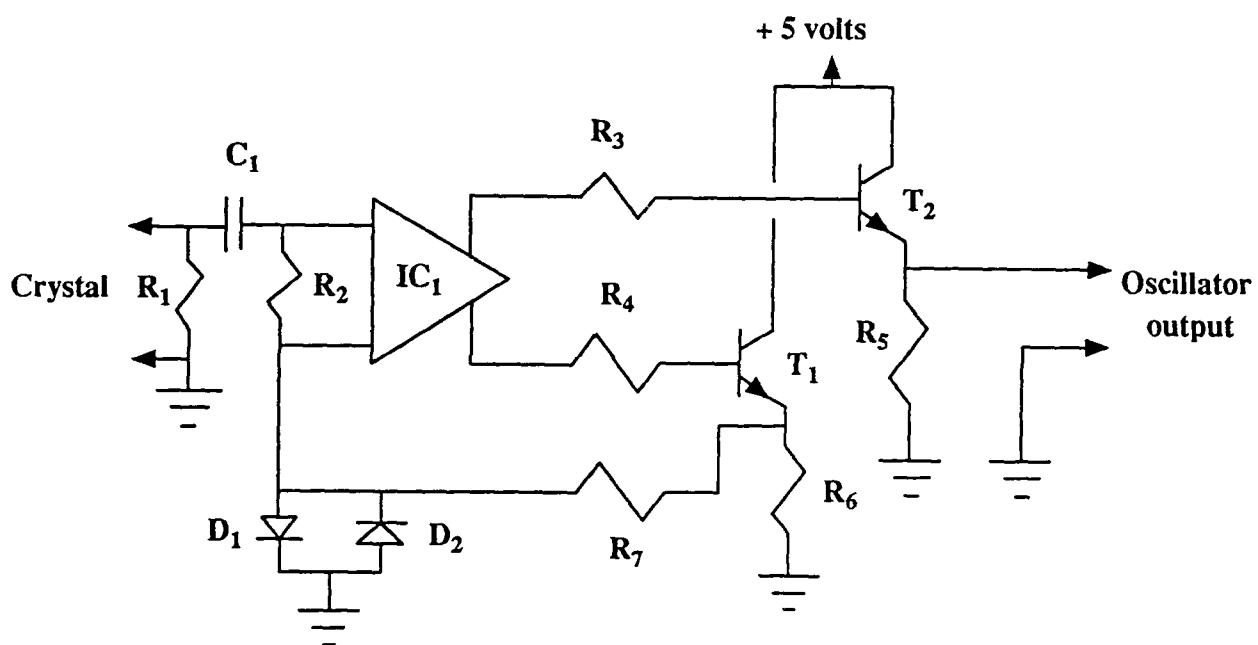 + 5 volts
R3
C1
T2
Crystal
R1
R2
IC1
R4
Oscillator
output
R5
T1
R6
D1
D2
R7